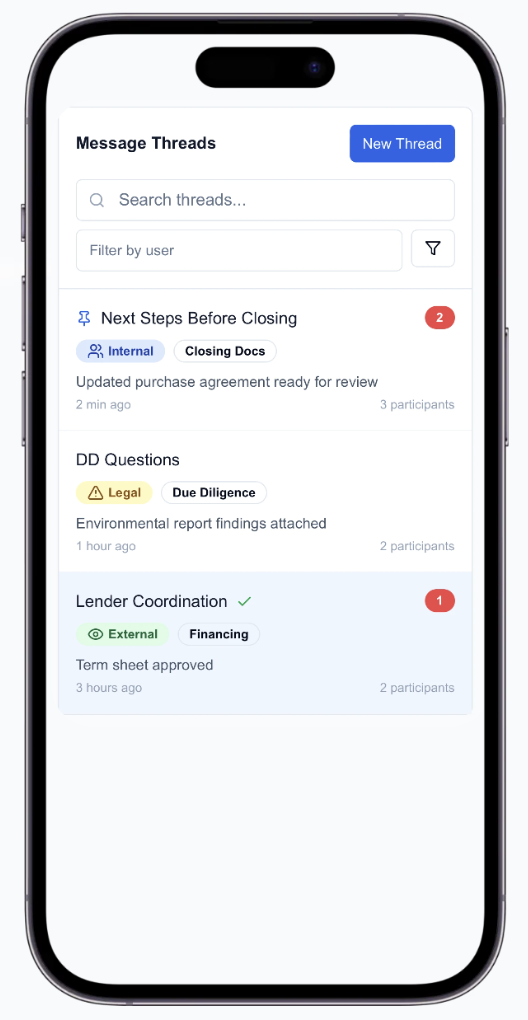 Message Threads
New Thread
Search threads...
Filter by user
Next Steps Before Closing
2
Internal
Closing Docs
Updated purchase agreement ready for review
2 min ago
3 participants
DD Questions
Legal
Due Diligence
Environmental report findings attached
1 hour ago
2 participants
Lender Coordination
1
External
Financing
Term sheet approved
3 hours ago
2 participants